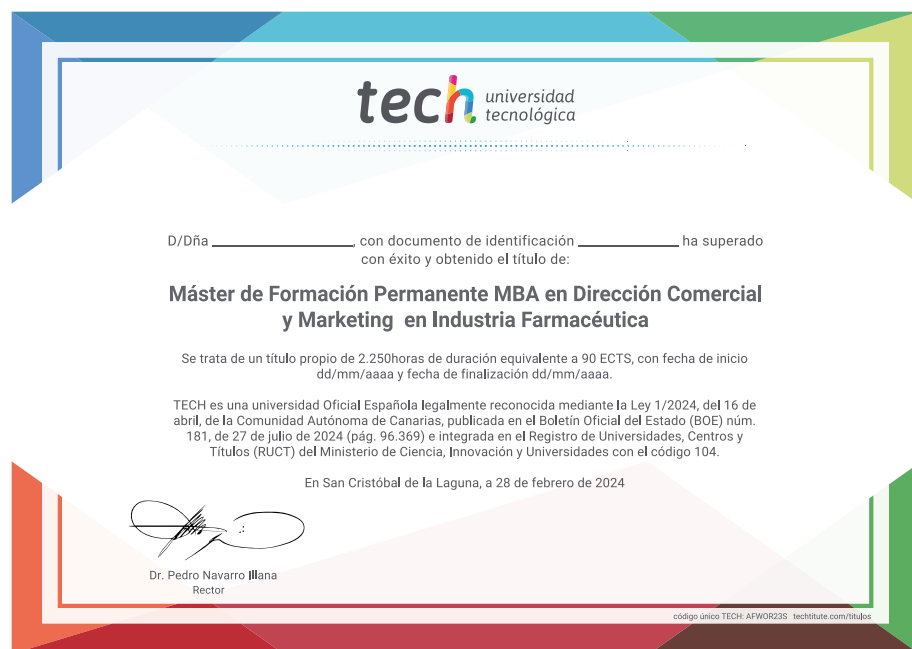 tech universidad
tecnológica
D/Dña ____________________, con documento de identificación ______________ ha superado
con éxito y obtenido el título de:
Máster de Formación Permanente MBA en Dirección Comercial
y Marketing en Industria Farmacéutica
Se trata de un título propio de 2.250horas de duración equivalente a 90 ECTS, con fecha de inicio
dd/mm/aaaa y fecha de finalización dd/mm/aaaa.
TECH es una universidad Oficial Española legalmente reconocida mediante la Ley 1/2024, del 16 de
abril, de la Comunidad Autónoma de Canarias, publicada en el Boletín Oficial del Estado (BOE) núm.
181, de 27 de julio de 2024 (pág. 96.369) e integrada en el Registro de Universidades, Centros y
Títulos (RUCT) del Ministerio de Ciencia, Innovación y Universidades con el código 104.
En San Cristóbal de la Laguna, a 28 de febrero de 2024
Dr. Pedro Navarro Illana
Rector
código único TECH: AFWOR23S techtitute.com/titulos